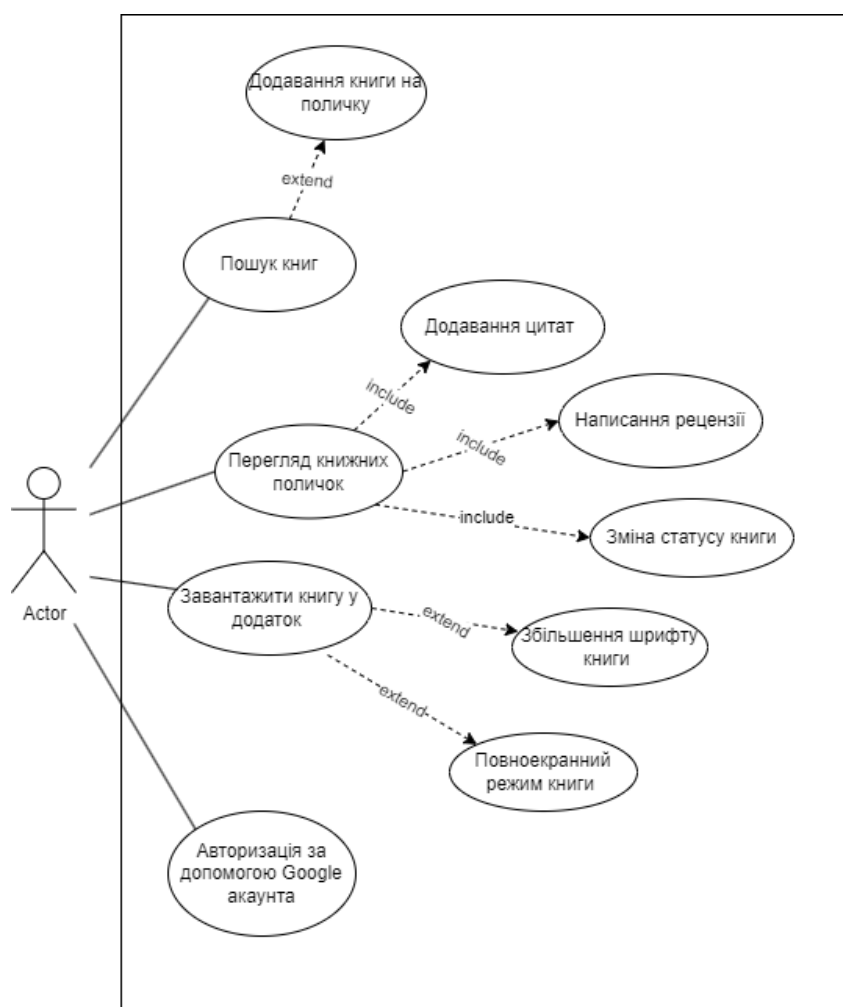 Додавання книги на
поличку
extend
Пошук книг
Додавання цитат
include
Написання рецензії
include
Перегляд книжних
поличок
include
Зміна статусу книги
Actor
Завантажити книгу у
додаток
extend
Збільшення шрифту
книги
extend
Повноекранний
режим книги
Авторизація за
допомогою Google
акаунта